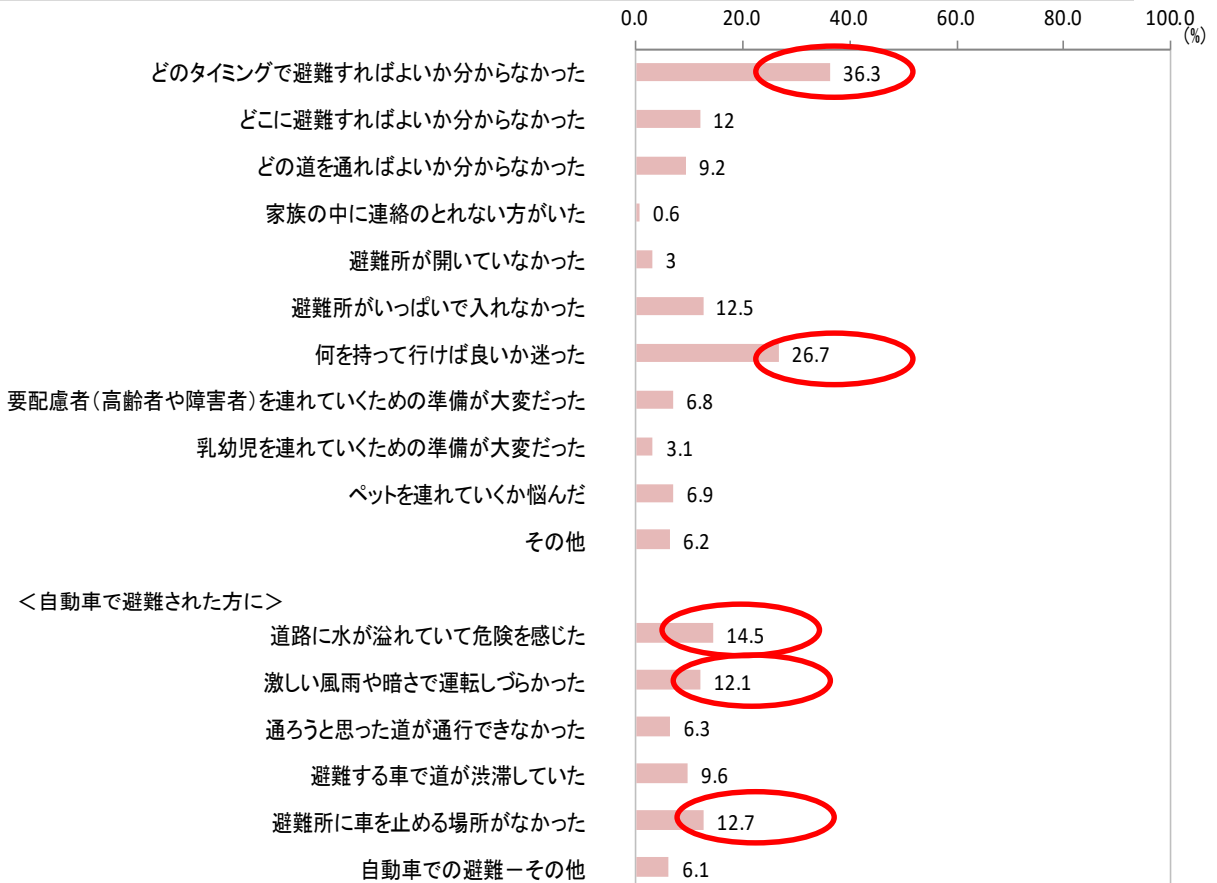 0.0 20.0 40.0 60.0 80.0 100.0
(%)
どのタイミングで避難すればよいか分からなかった 36.3
どこに避難すればよいか分からなかった 12
どの道を通ればよいか分からなかった 9.2
家族の中に連絡のとれない方がいた 0.6
避難所が開いていなかった 3
避難所がいっぱいで入れなかった 12.5
何を持って行けば良いか迷った 26.7
要配慮者(高齢者や障害者)を連れていくための準備が大変だった 6.8
乳幼児を連れていくための準備が大変だった 3.1
ペットを連れていくか悩んだ 6.9
その他 6.2
＜自動車で避難された方に＞
道路に水が溢れていて危険を感じた 14.5
激しい風雨や暗さで運転しづらかった 12.1
通ろうと思った道が通行できなかった 6.3
避難する車で道が渋滞していた 9.6
避難所に車を止める場所がなかった 12.7
自動車での避難－その他 6.1